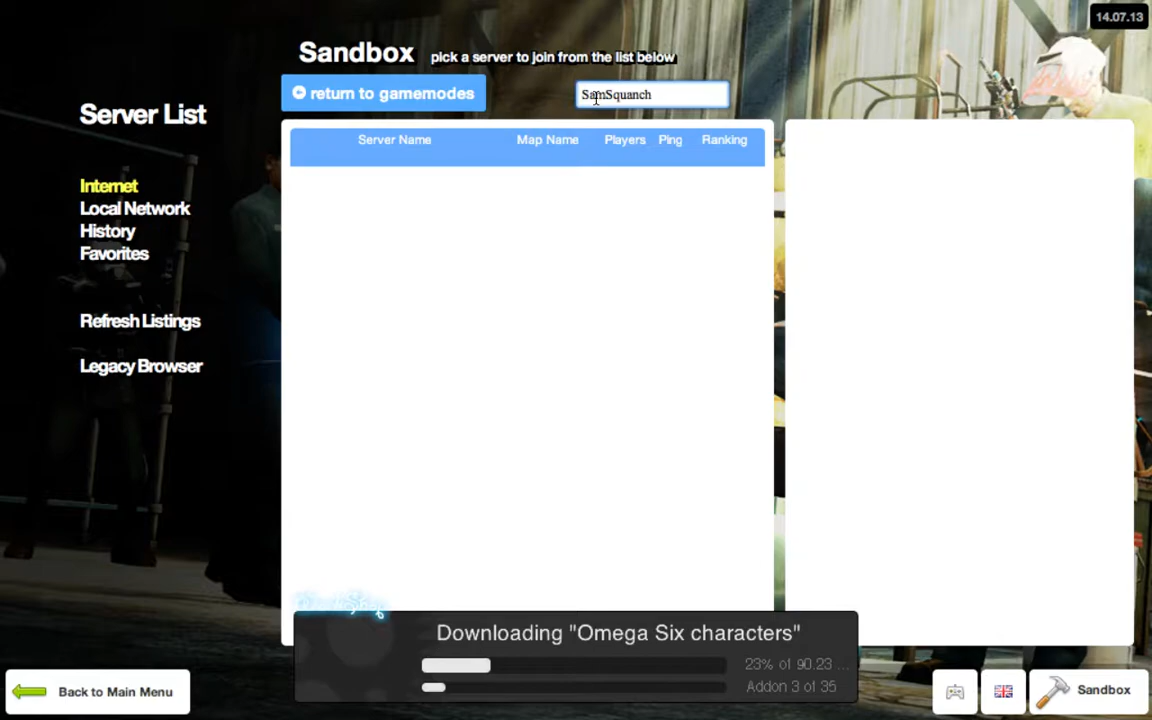 14.07.13
Sandbox pick a server to join from the list below
return to gamemodes
SamSquanch
Server List
Server Name Map Name Players Ping Ranking
Internet
Local Network
History
Favorites
Refresh Listings
Legacy Browser
Downloading "Omega Six characters"
23% of 90.23 ...
Addon 3 of 35
Back to Main Menu
Sandbox